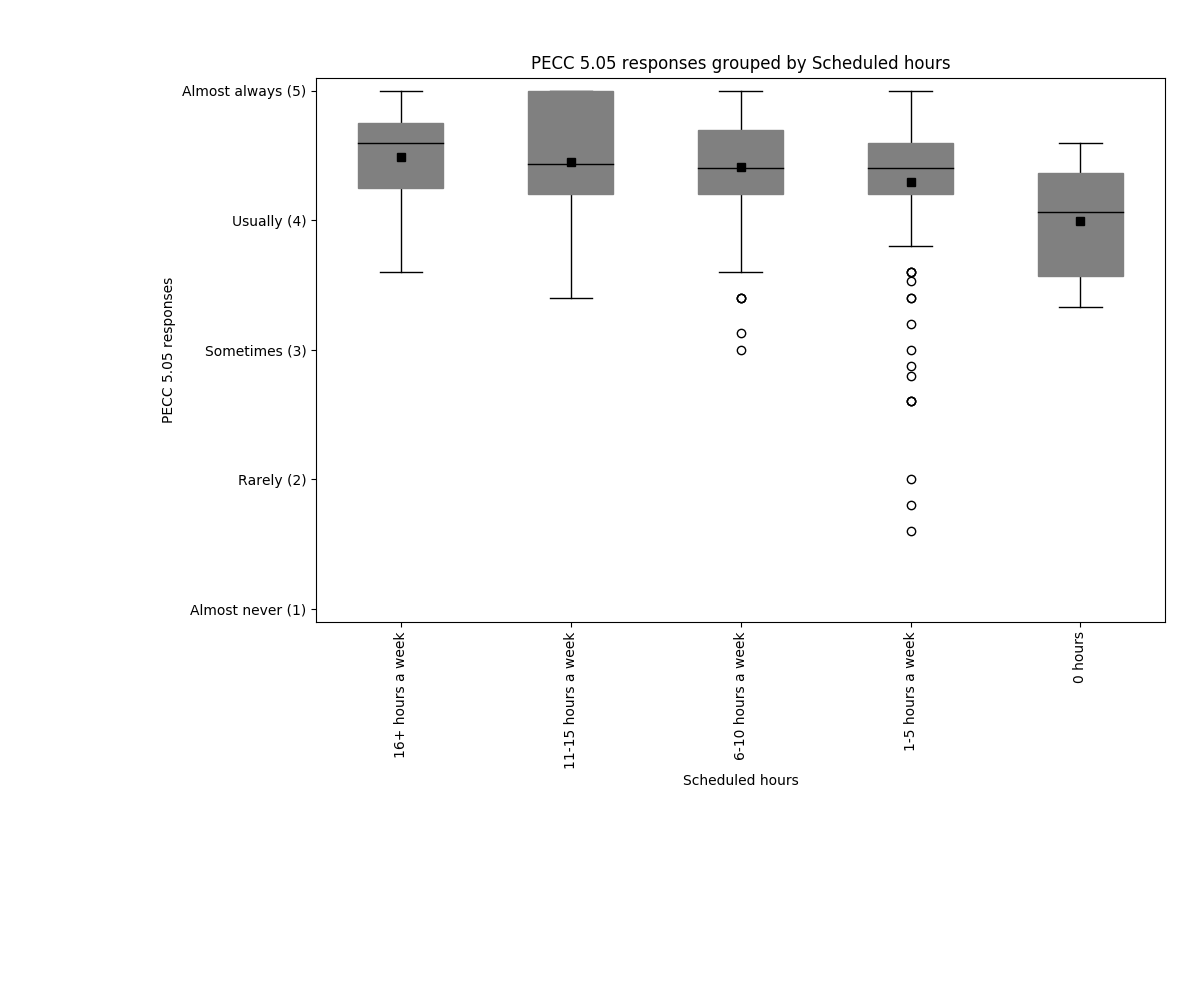 PECC 5.05 responses grouped by Scheduled hours
Almost always (5)
Usually (4)
Sometimes (3)
Rarely (2)
Almost never (1)
PECC 5.05 responses
16+ hours a week
11-15 hours a week
6-10 hours a week
1-5 hours a week
0 hours
Scheduled hours